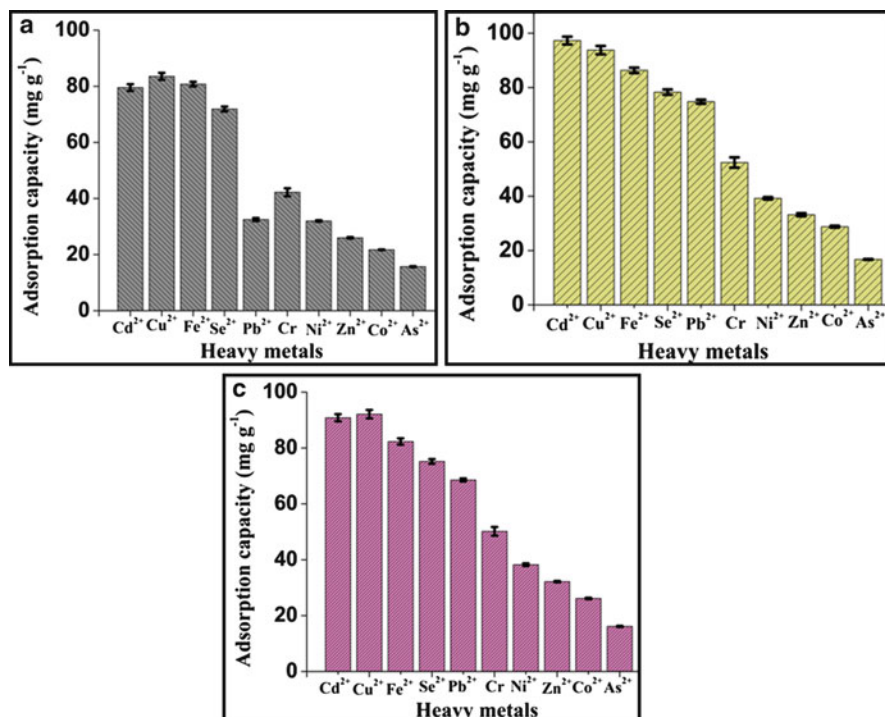 a
Adsorption capacity (mg g⁻¹)
100
80
60
40
20
0
Cd²⁺ Cu²⁺ Fe²⁺ Se²⁺ Pb²⁺ Cr Ni²⁺ Zn²⁺ Co²⁺ As²⁺
Heavy metals
b
Adsorption capacity (mg g⁻¹)
100
80
60
40
20
0
Cd²⁺ Cu²⁺ Fe²⁺ Se²⁺ Pb²⁺ Cr Ni²⁺ Zn²⁺ Co²⁺ As²⁺
Heavy metals
c
Adsorption capacity (mg g⁻¹)
100
80
60
40
20
0
Cd²⁺ Cu²⁺ Fe²⁺ Se²⁺ Pb²⁺ Cr Ni²⁺ Zn²⁺ Co²⁺ As²⁺
Heavy metals